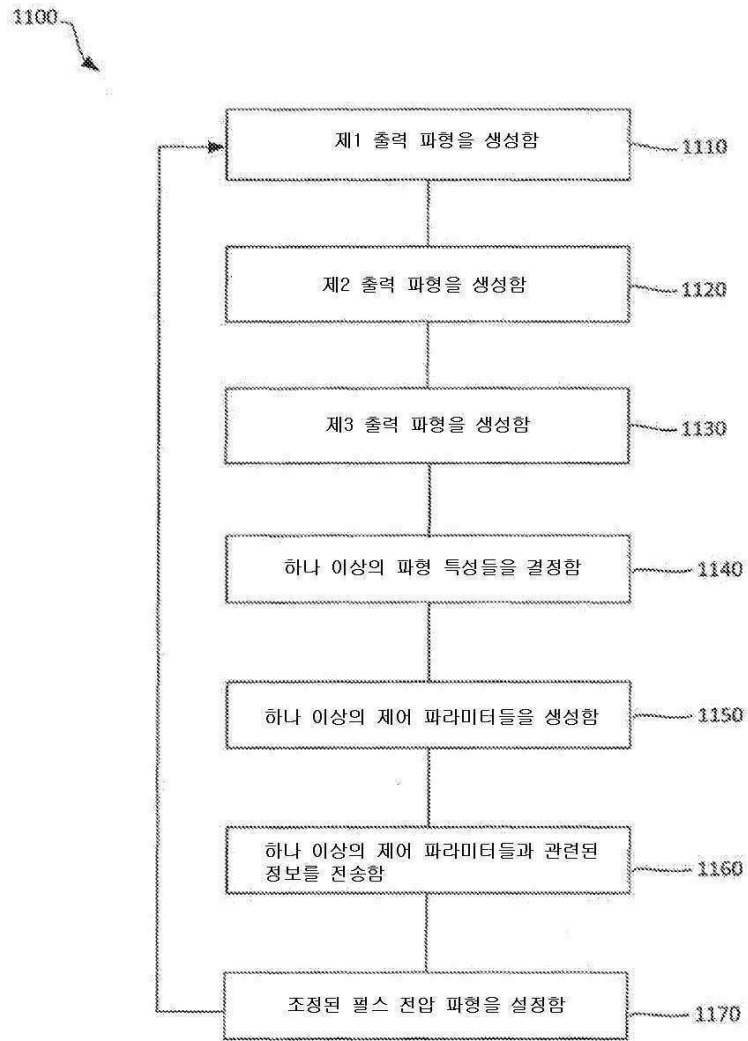 1100
제1 출력 파형을 생성함
1110
제2 출력 파형을 생성함
1120
제3 출력 파형을 생성함
1130
하나 이상의 파형 특성들을 결정함
1140
하나 이상의 제어 파라미터들을 생성함
1150
하나 이상의 제어 파라미터들과 관련된
정보를 전송함
1160
조정된 펄스 전압 파형을 설정함
1170